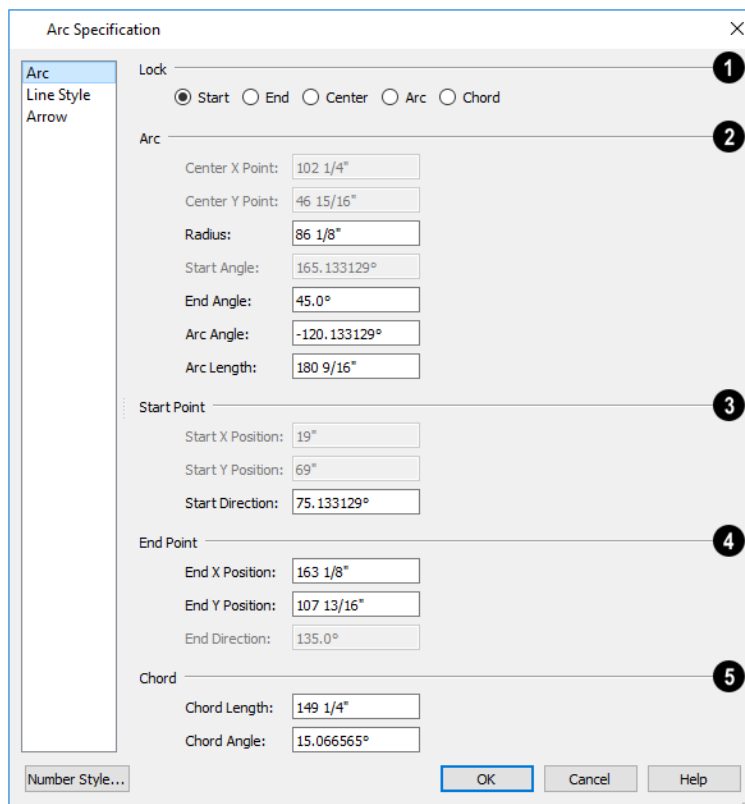 Arc Specification
Arc
Line Style
Arrow
Lock
1
Start
End
Center
Arc
Chord
Arc
2
Center X Point: 102 1/4"
Center Y Point: 46 15/16"
Radius: 86 1/8"
Start Angle: 165.133129°
End Angle: 45.0°
Arc Angle: -120.133129°
Arc Length: 180 9/16"
Start Point
3
Start X Position: 19"
Start Y Position: 69"
Start Direction: 75.133129°
End Point
4
End X Position: 163 1/8"
End Y Position: 107 13/16"
End Direction: 135.0°
Chord
5
Chord Length: 149 1/4"
Chord Angle: 15.066565°
Number Style...
OK
Cancel
Help